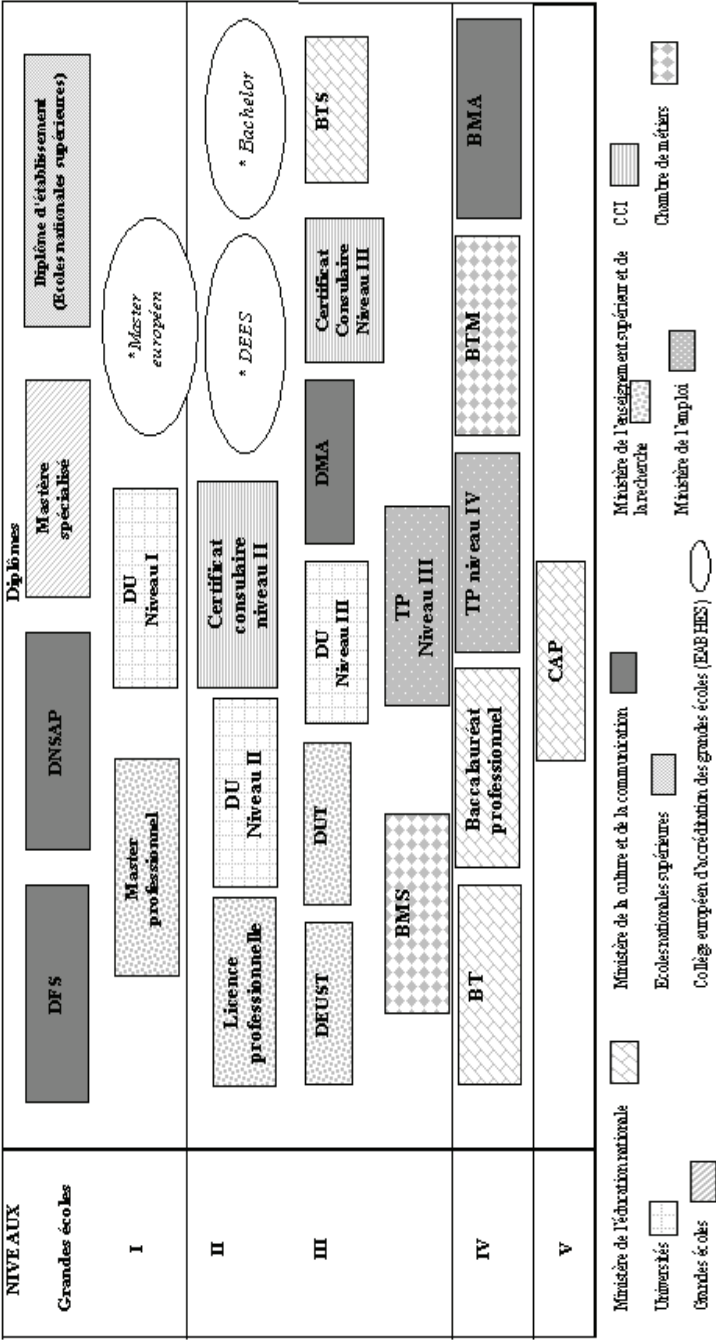 NIVEAUX
Diplômes
Grandes écoles
DFS
DNSAP
Mastère
spécialisé
Diplôme d'établissement
(Ecoles nationales supérieures)
I
Master
professionnel
DU
Niveau I
* Master
européen
II
Licence
professionnelle
DU
Niveau II
Certificat
consulaire
niveau II
* DEES
* Bachelor
III
DEUST
DUT
DU
Niveau III
DMA
Certificat
Consulaire
Niveau III
BTS
BMS
TP
Niveau III
IV
BT
Baccalauréat
professionnel
TP niveau IV
BTM
BMA
V
CAP
Ministère de l'éducation nationale
Ministère de la culture et de la communication
Ministère de l'enseignement supérieur et de
la recherche
CCI
Universités
Ecoles nationales supérieures
Ministère de l'emploi
Chambre de métiers
Grandes écoles
Collège européen d'accréditation des grandes écoles (EABHES)